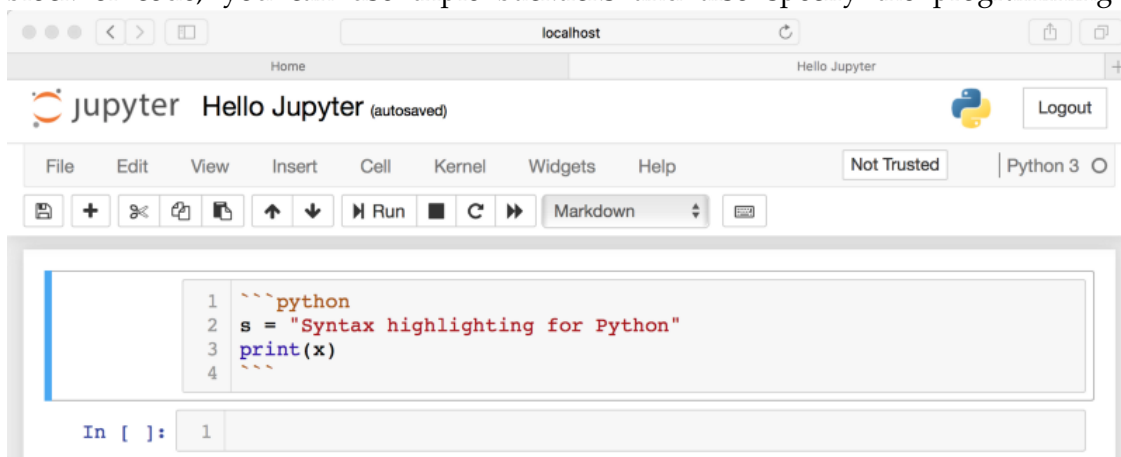 localhost
Home Hello Jupyter +
jupyter Hello Jupyter (autosaved) Logout
File Edit View Insert Cell Kernel Widgets Help Not Trusted Python 3
Run Markdown
1 ```python
2 s = "Syntax highlighting for Python"
3 print(x)
4 ```
In [ ]: 1